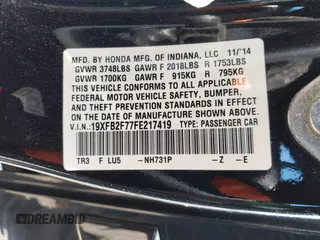 MFD. BY HONDA MFG. OF INDIANA, LLC 11/14
GVWR 3748LBS GAWR F 2018LBS R 1753LBS
GVWR 1700KG GAWR F 915KG R 795KG
THIS VEHICLE CONFORMS TO ALL APPLICABLE
FEDERAL MOTOR VEHICLE SAFETY, BUMPER,
AND THEFT PREVENTION STANDARDS IN
EFFECT ON THE DATE OF MANUFACTURE
SHOWN ABOVE.
V.I.N.: 19XFB2F77FE217419 TYPE: PASSENGER CAR
TR3 F LU5 -NH731P -Z -E
DREAMBID